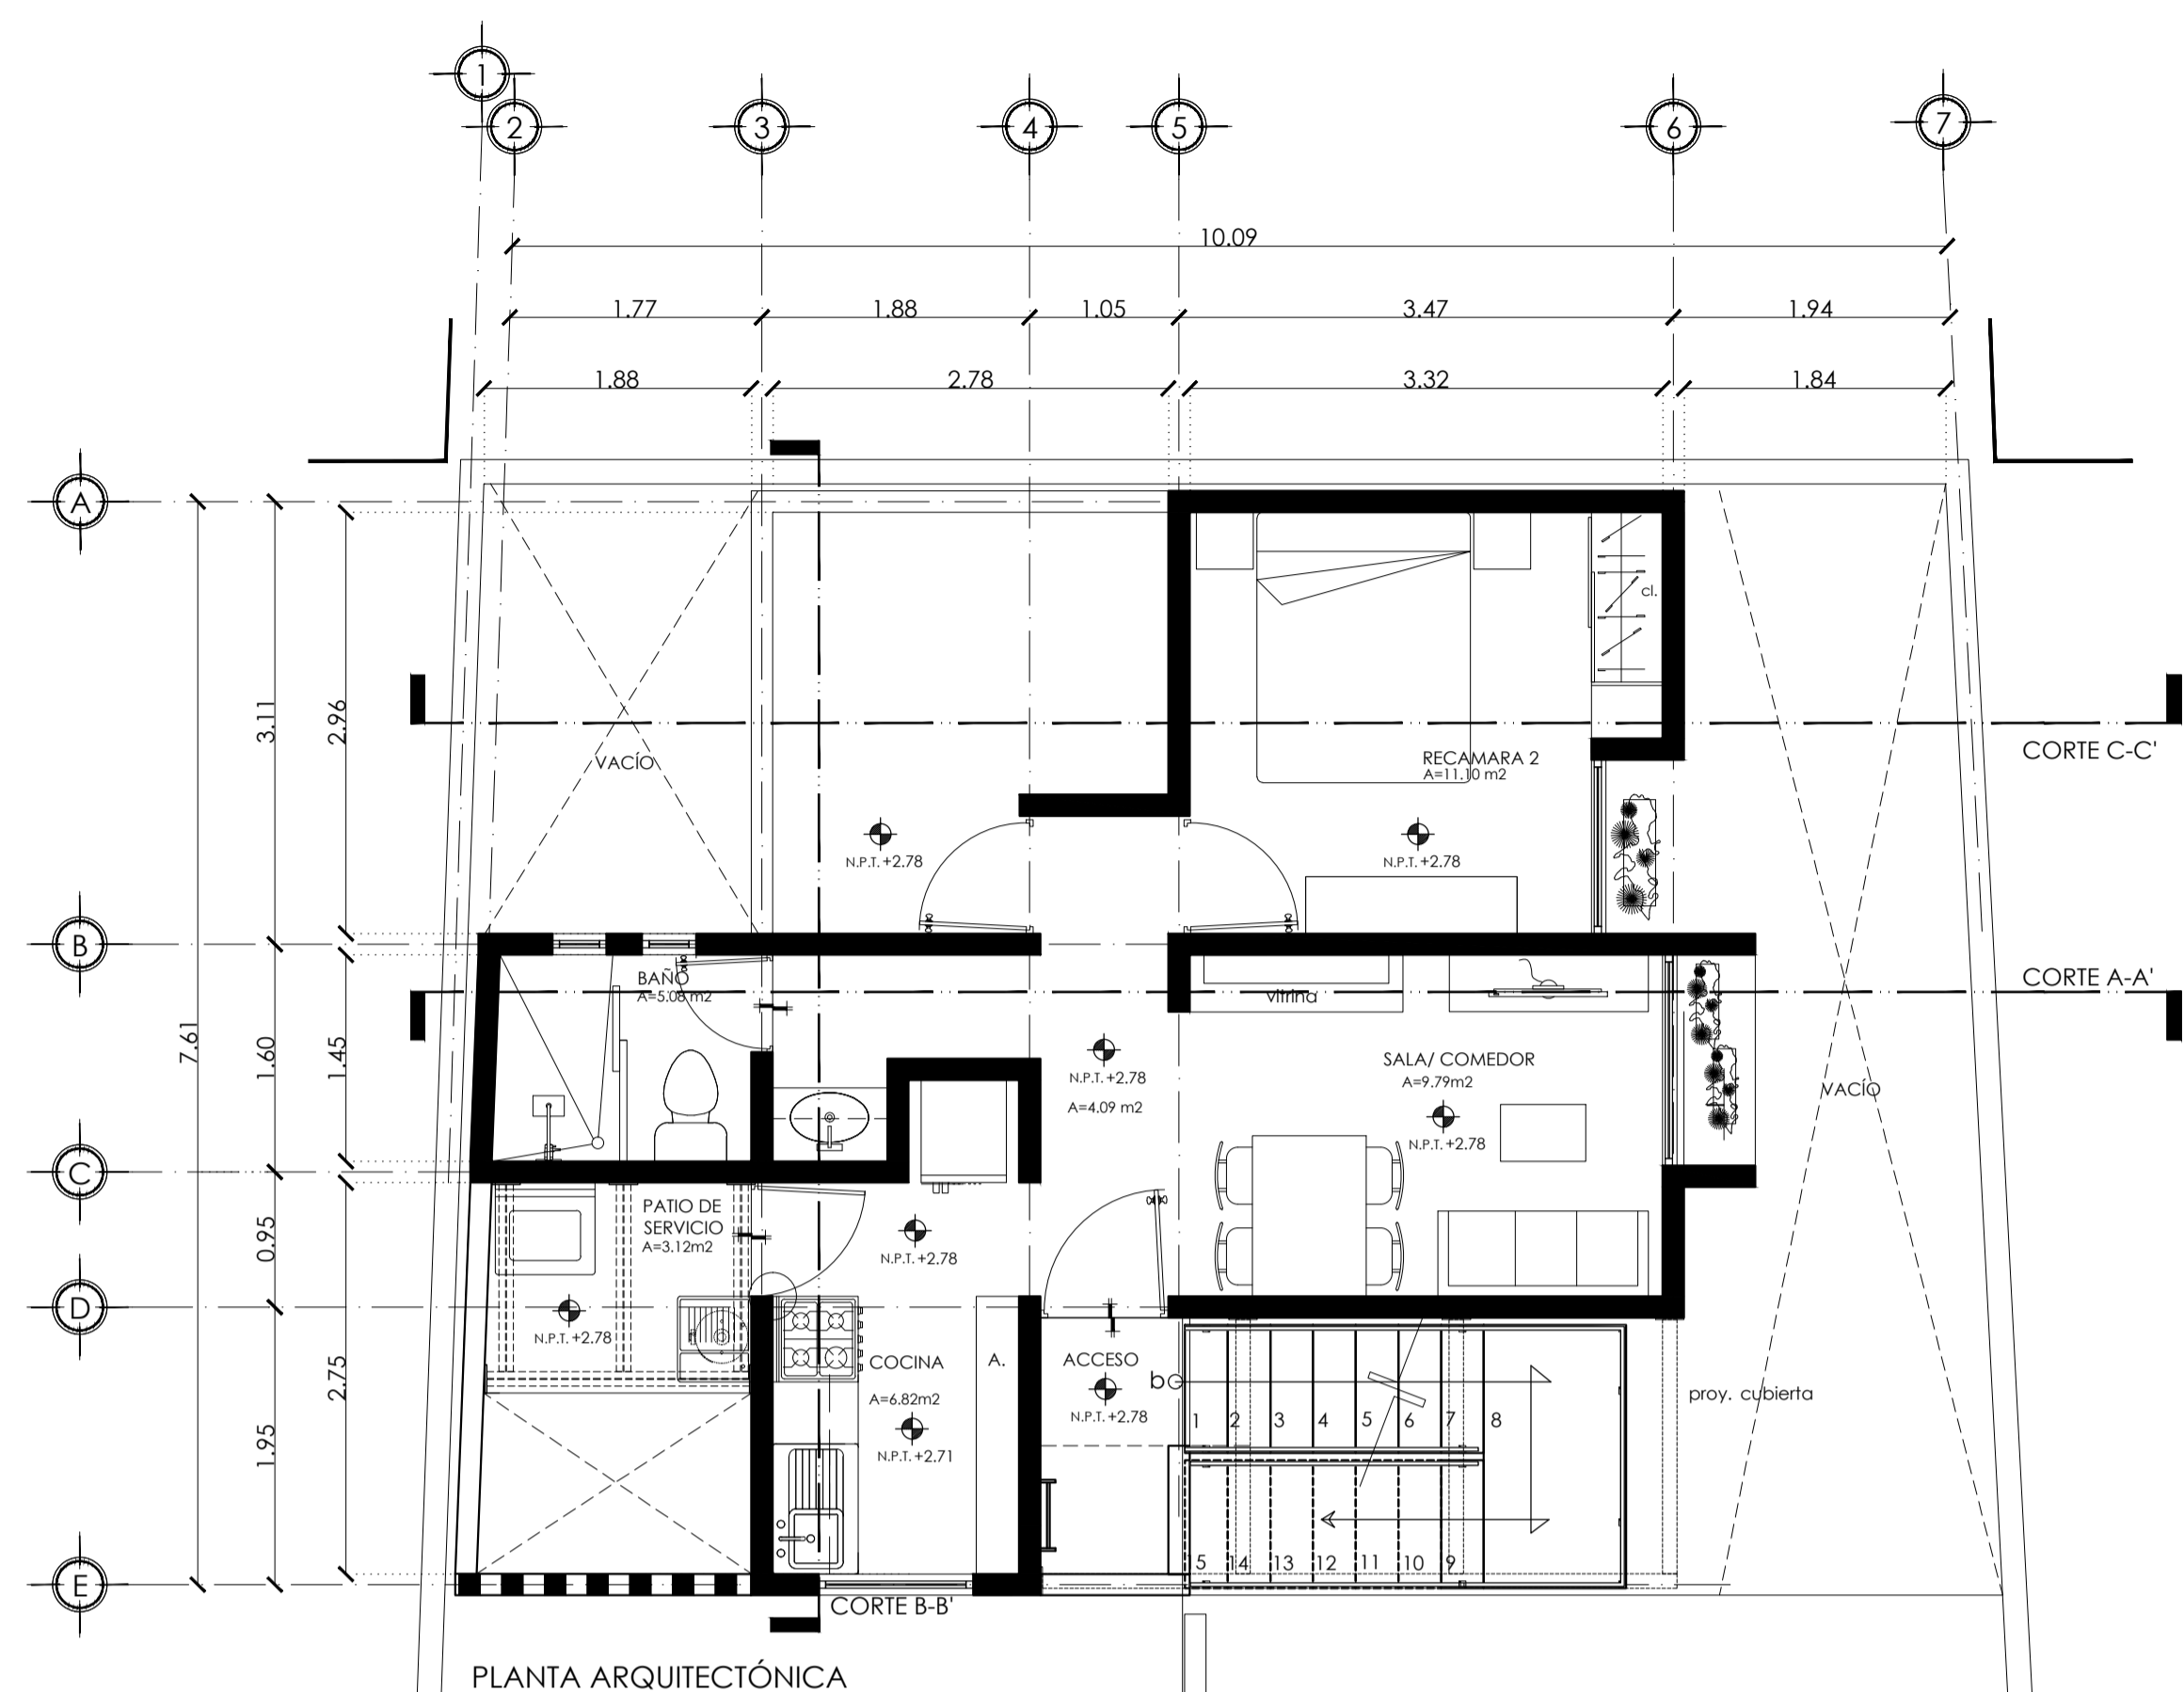 1
2
3
4
5
6
7
10.09
1.77
1.88
1.05
3.47
1.94
1.88
2.78
3.32
1.84
A
cl.
3.11
2.96
VACÍO
RECAMARA 2
A=11.10 m2
CORTE C-C'
N.P.T. +2.78
N.P.T. +2.78
B
BAÑO
A=5.08 m2
vitrina
CORTE A-A'
7.61
1.60
1.45
N.P.T. +2.78
A=4.09 m2
SALA/ COMEDOR
A=9.79m2
N.P.T. +2.78
VACÍO
C
0.95
PATIO DE
SERVICIO
A=3.12m2
N.P.T. +2.78
D
N.P.T. +2.78
2.75
COCINA
A.
ACCESO
b
A=6.82m2
N.P.T. +2.78
proy. cubierta
1 2 3 4 5 6 7 8
1.95
N.P.T. +2.71
5 14 13 12 11 10 9
E
CORTE B-B'
PLANTA ARQUITECTÓNICA